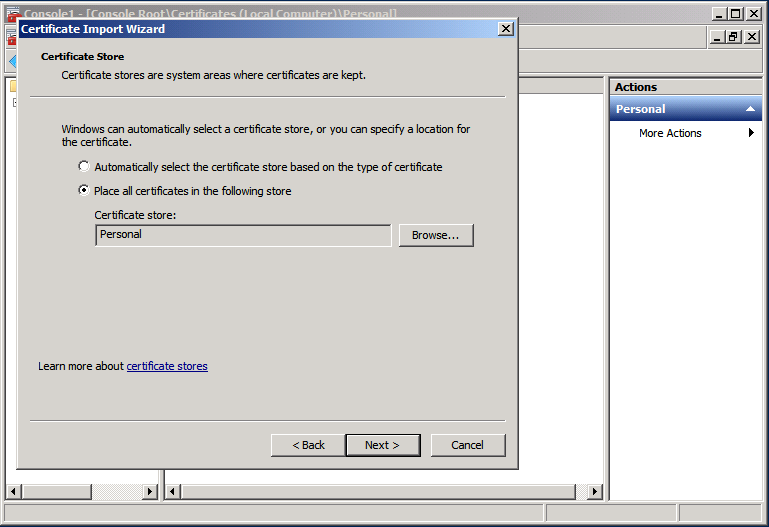 Console1 - [Console Root\Certificates (Local Computer)\Personal]
Certificate Import Wizard
Certificate Store
Certificate stores are system areas where certificates are kept.
Windows can automatically select a certificate store, or you can specify a location for
the certificate.
Automatically select the certificate store based on the type of certificate
Place all certificates in the following store
Certificate store:
Personal
Browse...
Learn more about certificate stores
< Back
Next >
Cancel
Actions
Personal
More Actions